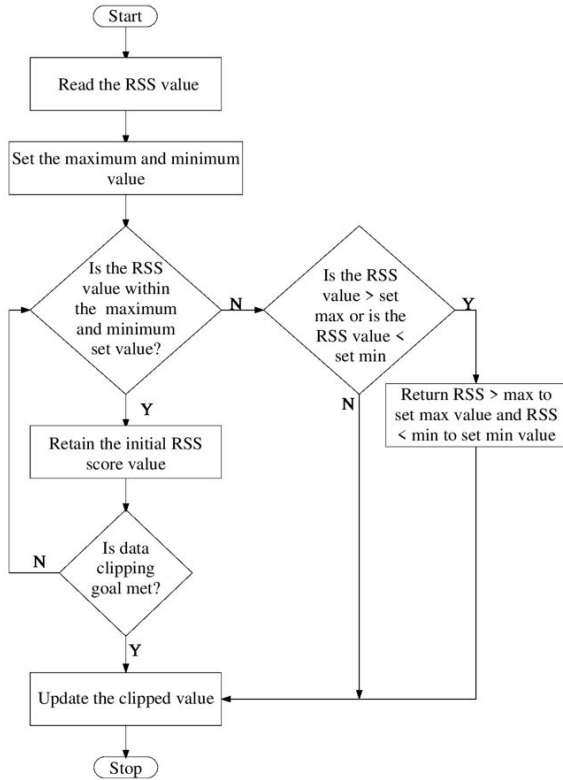 Start
Read the RSS value
Set the maximum and minimum
value
Is the RSS
value within
the maximum
and minimum
set value?
N
Is the RSS
value > set
max or is the
RSS value <
set min
Y
N
Return RSS > max to
set max value and RSS
< min to set min value
Y
Retain the initial RSS
score value
Is data
clipping
goal met?
N
Y
Update the clipped value
Stop